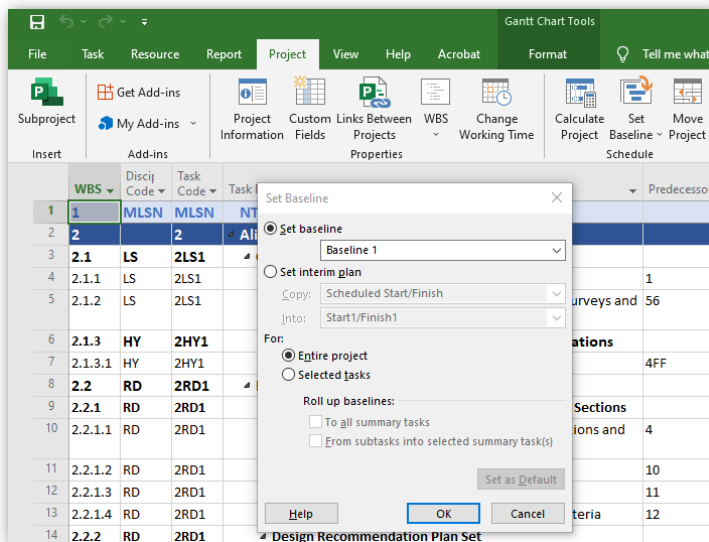 Gantt Chart Tools
File Task Resource Report Project View Help Acrobat Format Tell me what
Subproject
Get Add-ins
My Add-ins
Project Information
Custom Fields
Links Between Projects
WBS
Change Working Time
Calculate Project
Set Baseline
Move Project
Insert Add-ins Properties Schedule
WBS Code Task Code Task Predecesso
1 1 MLSN MLSN NT
2 2 2 Ali
3 2.1 LS 2LS1
4 2.1.1 LS 2LS1 1
5 2.1.2 LS 2LS1 urveys and 56
6 2.1.3 HY 2HY1 ations
7 2.1.3.1 HY 2HY1 4FF
8 2.2 RD 2RD1
9 2.2.1 RD 2RD1 Sections
10 2.2.1.1 RD 2RD1 ions and 4
11 2.2.1.2 RD 2RD1 10
12 2.2.1.3 RD 2RD1 11
13 2.2.1.4 RD 2RD1 teria 12
14 2.2.2 RD 2RD1 Design Recommendation Plan Set
Set Baseline
Set baseline
Baseline 1
Set interim plan
Copy: Scheduled Start/Finish
Into: Start1/Finish1
For:
Entire project
Selected tasks
Roll up baselines:
To all summary tasks
From subtasks into selected summary task(s)
Set as Default
Help OK Cancel